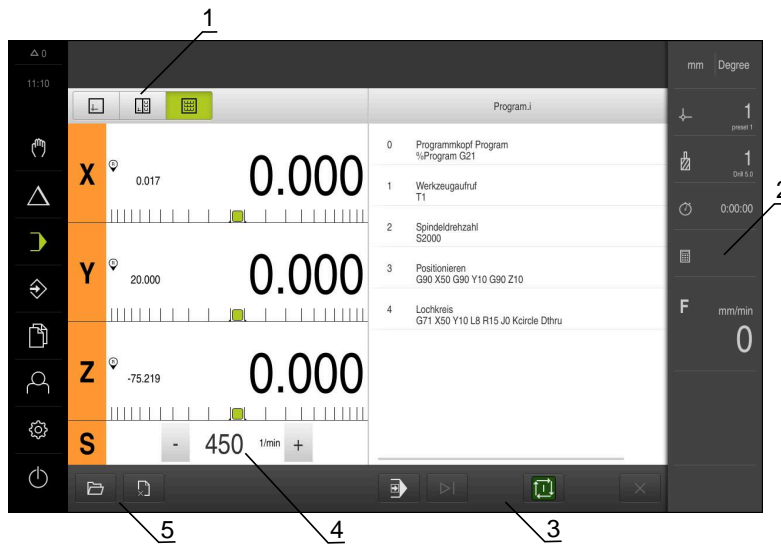 1
△ 0
11:10
mm Degree
Program.i
1
preset 1
0 Programmkopf Program
%Program G21
X R 0.017 0.000
1
Drill 5.0
1 Werkzeugaufruf
T1
2
0:00:00
2 Spindeldrehzahl
S2000
Y R 20.000 0.000
3 Positionieren
G90 X50 G90 Y10 G90 Z10
F mm/min
0
4 Lochkreis
G71 X50 Y10 L8 R15 J0 Kcircle Dthru
Z R -75.219 0.000
S - 450 1/min +
5
4
3